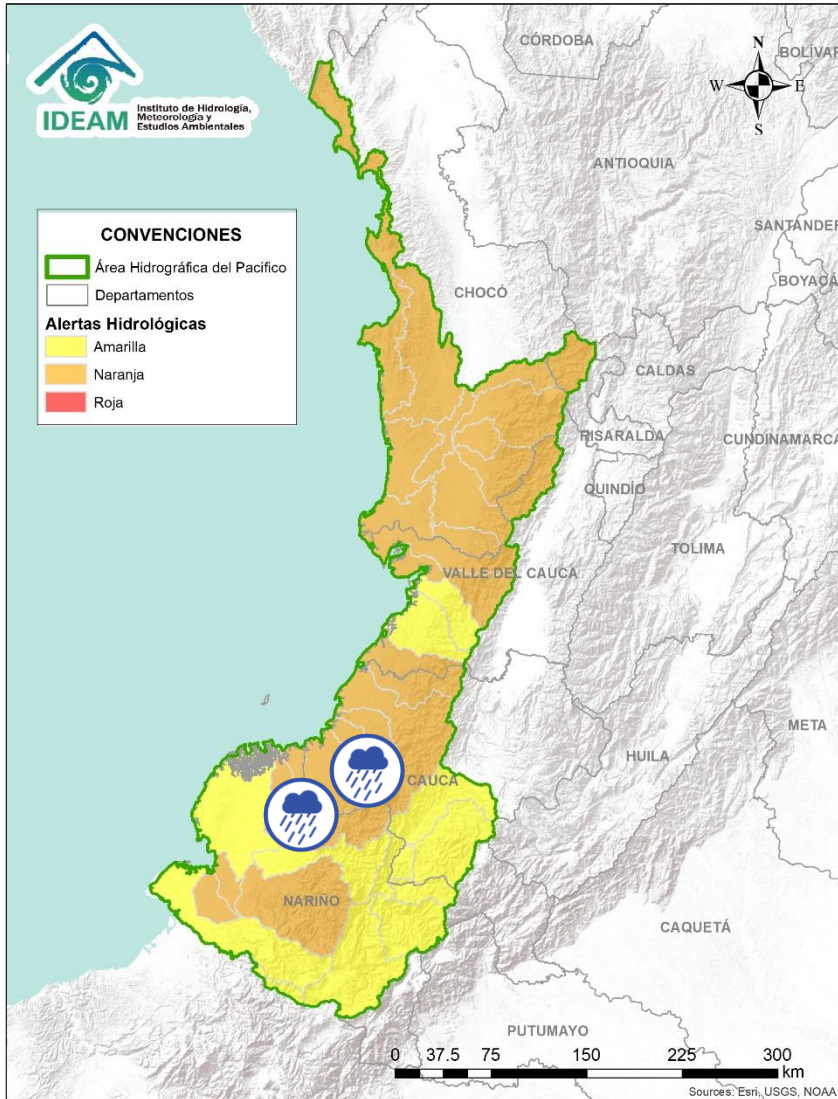 IDEAM
Instituto de Hidrología,
Meteorología y
Estudios Ambientales
CÓRDOBA
BOLÍVAR
N
W
E
S
ANTIOQUIA
SANTANDER
BOYACÁ
CONVENCIONES
Área Hidrográfica del Pacifico
Departamentos
Alertas Hidrológicas
Amarilla
Naranja
Roja
CHOCÓ
CALDAS
RISARALDA
CUNDINAMARCA
QUINDÍO
TOLIMA
VALLE DEL CAUCA
META
HUILA
CAUCA
NARIÑO
CAQUETÁ
PUTUMAYO
0 37.5 75 150 225 300
km
Sources: Esri, USGS, NOAA